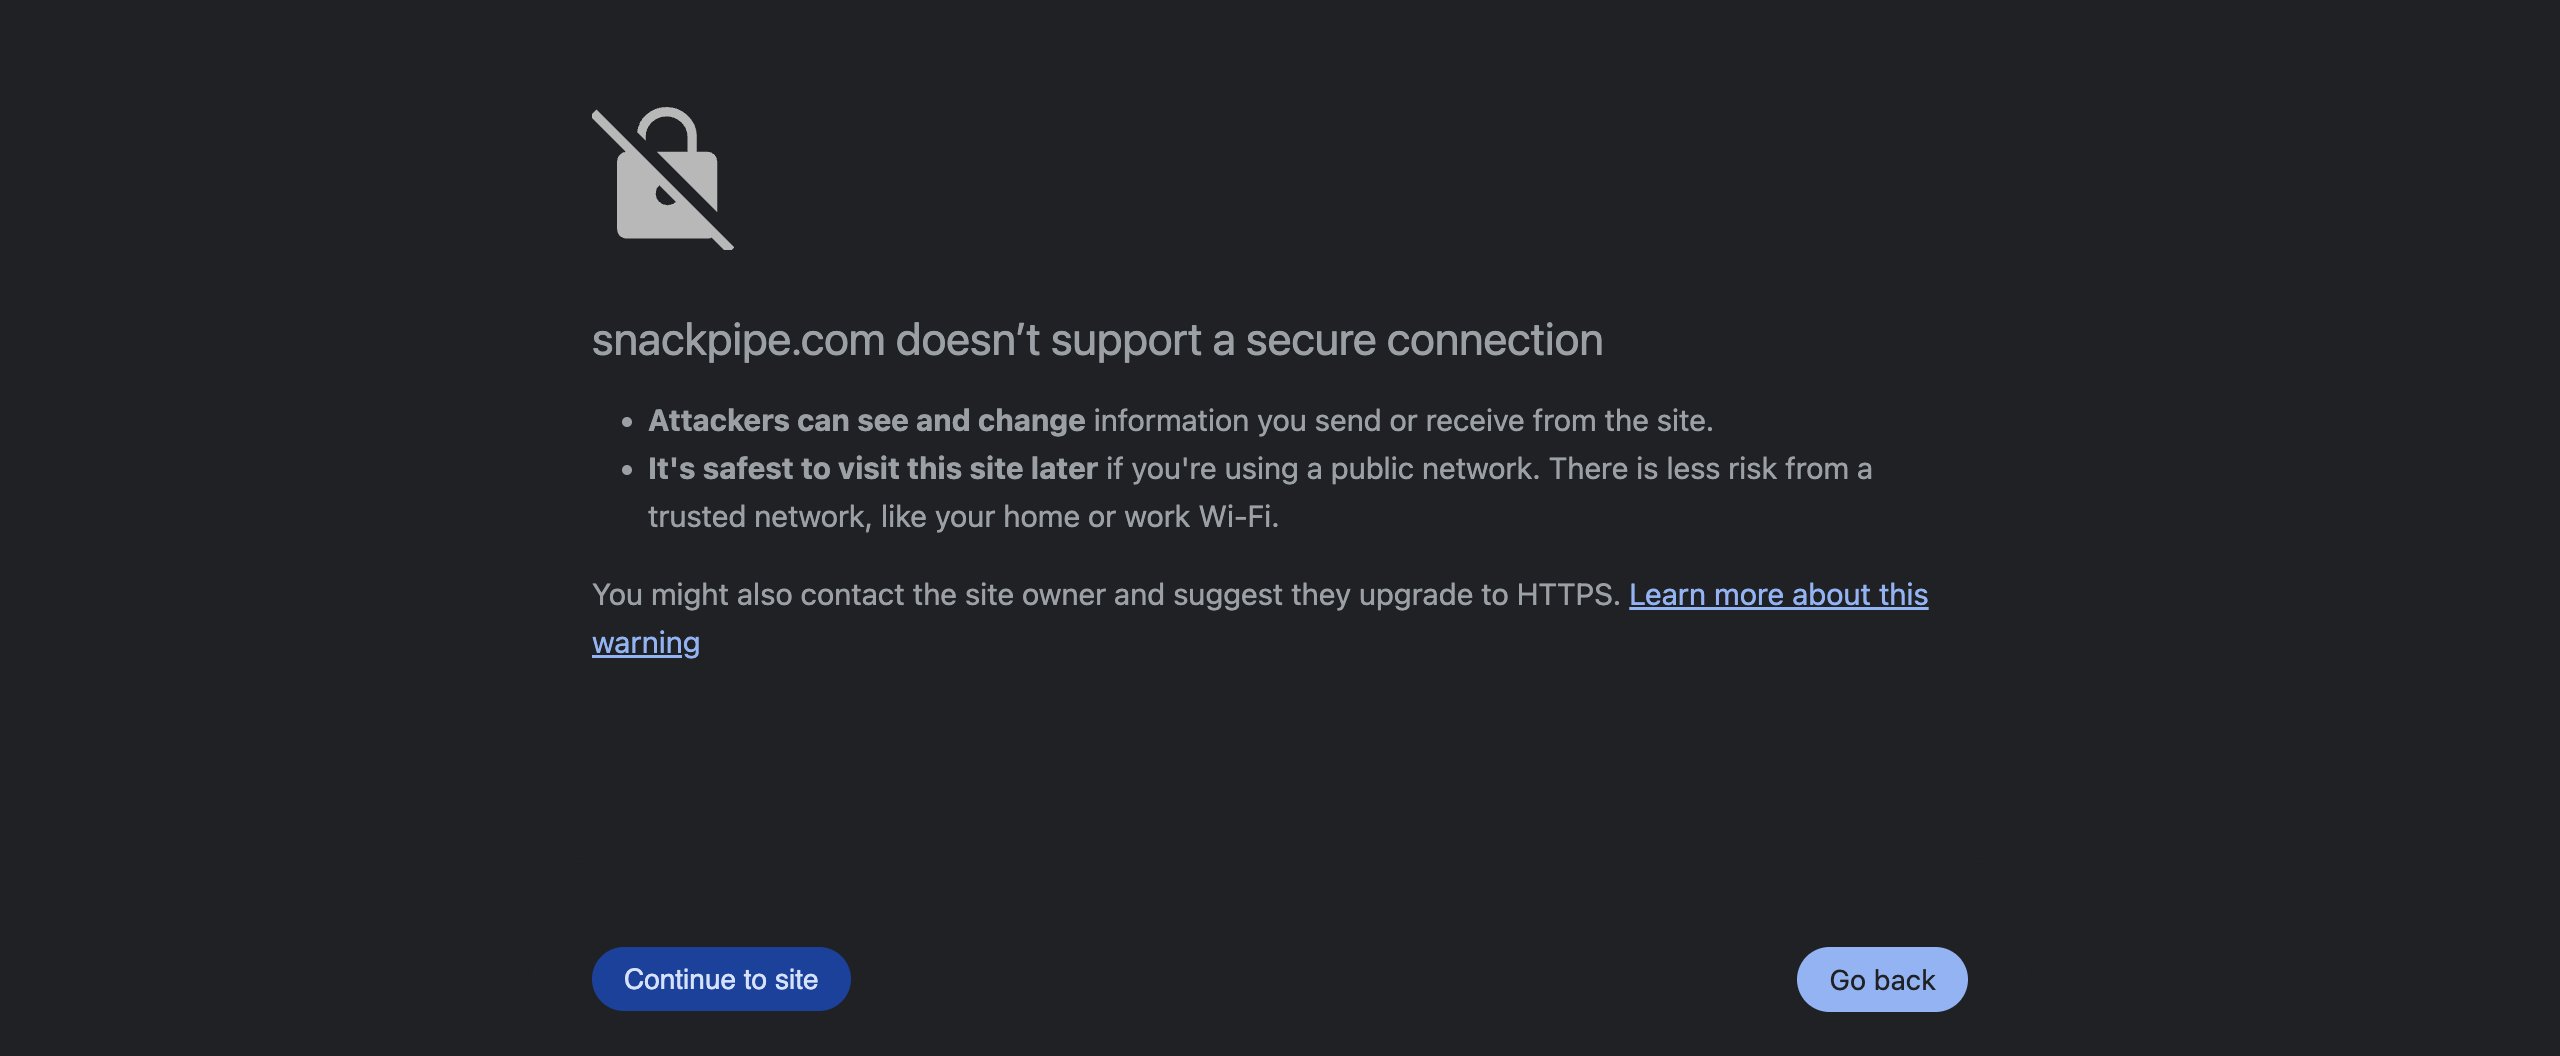 snackpipe.com doesn’t support a secure connection
• Attackers can see and change information you send or receive from the site.
• It's safest to visit this site later if you're using a public network. There is less risk from a
trusted network, like your home or work Wi-Fi.
You might also contact the site owner and suggest they upgrade to HTTPS. Learn more about this
warning
Continue to site
Go back